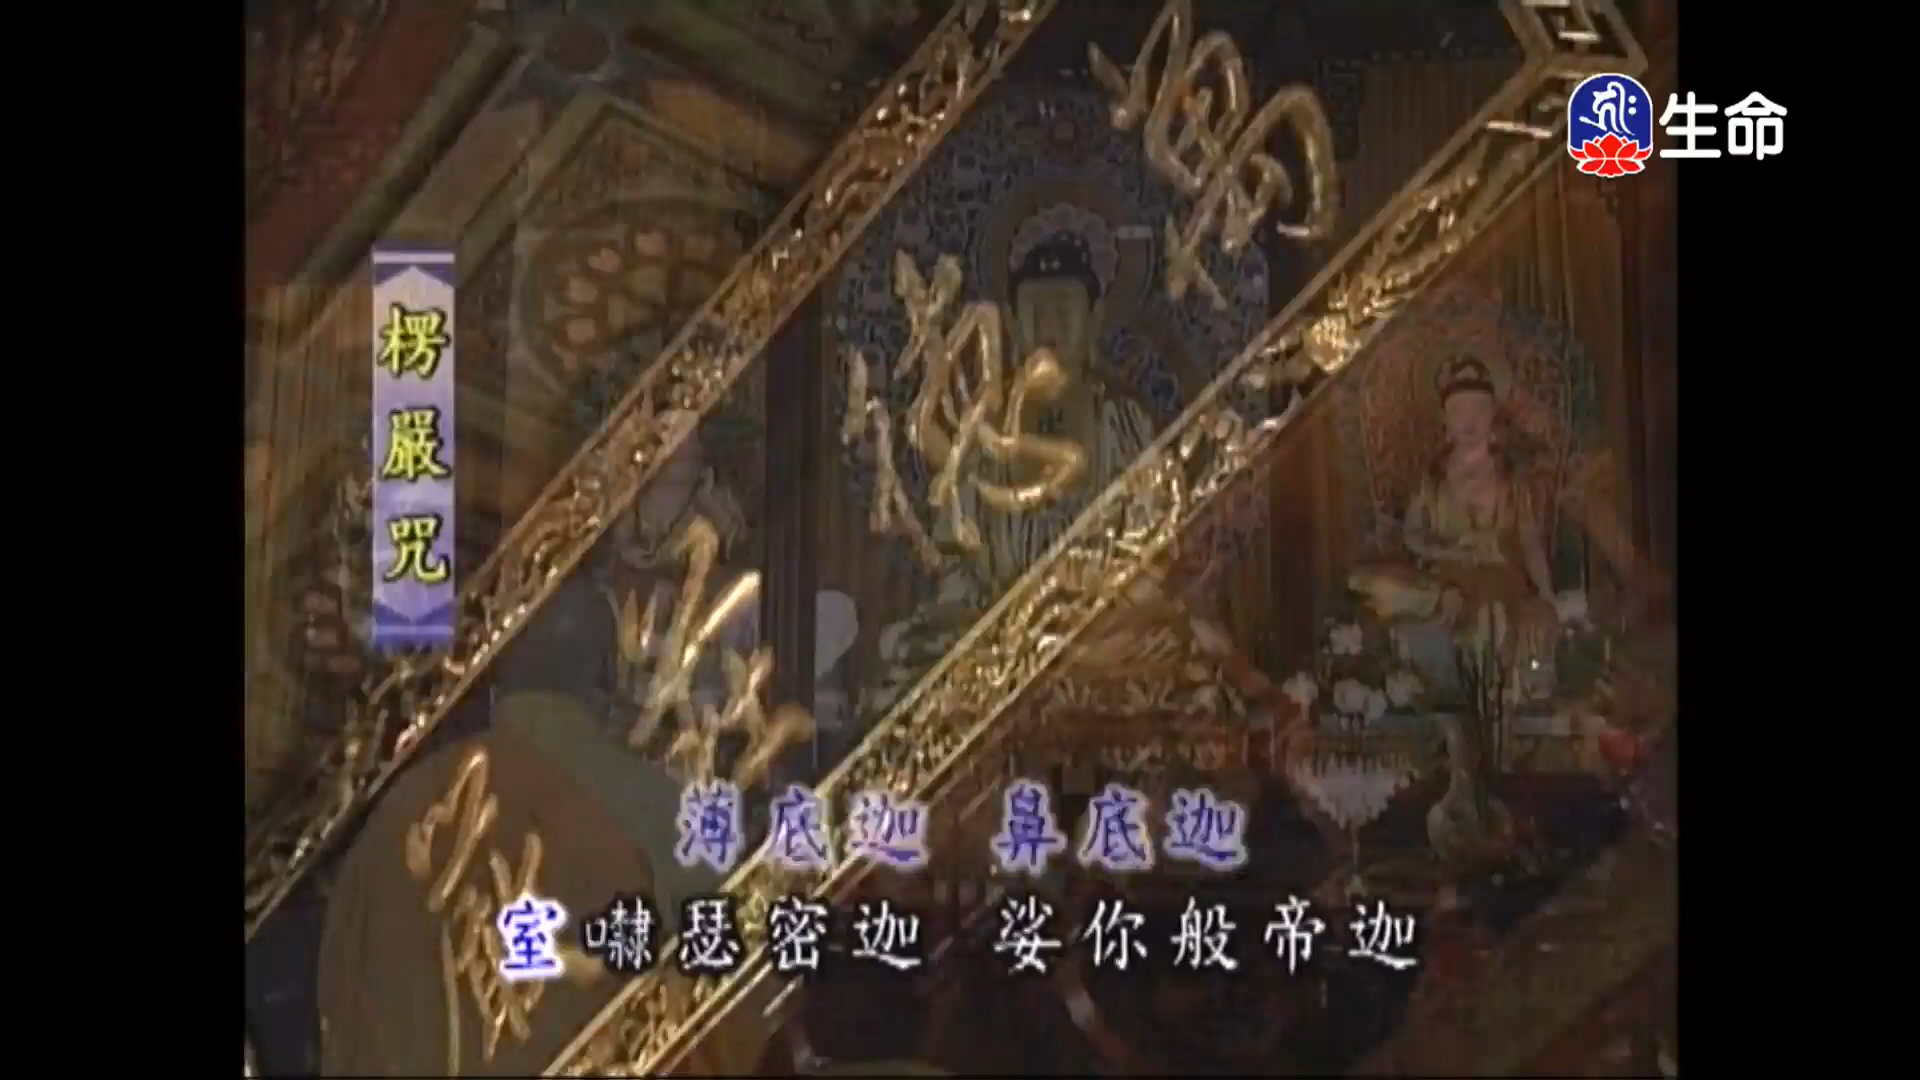 生命
楞嚴咒
薄底迦 鼻底迦
室嚧瑟密迦 娑你般帝迦